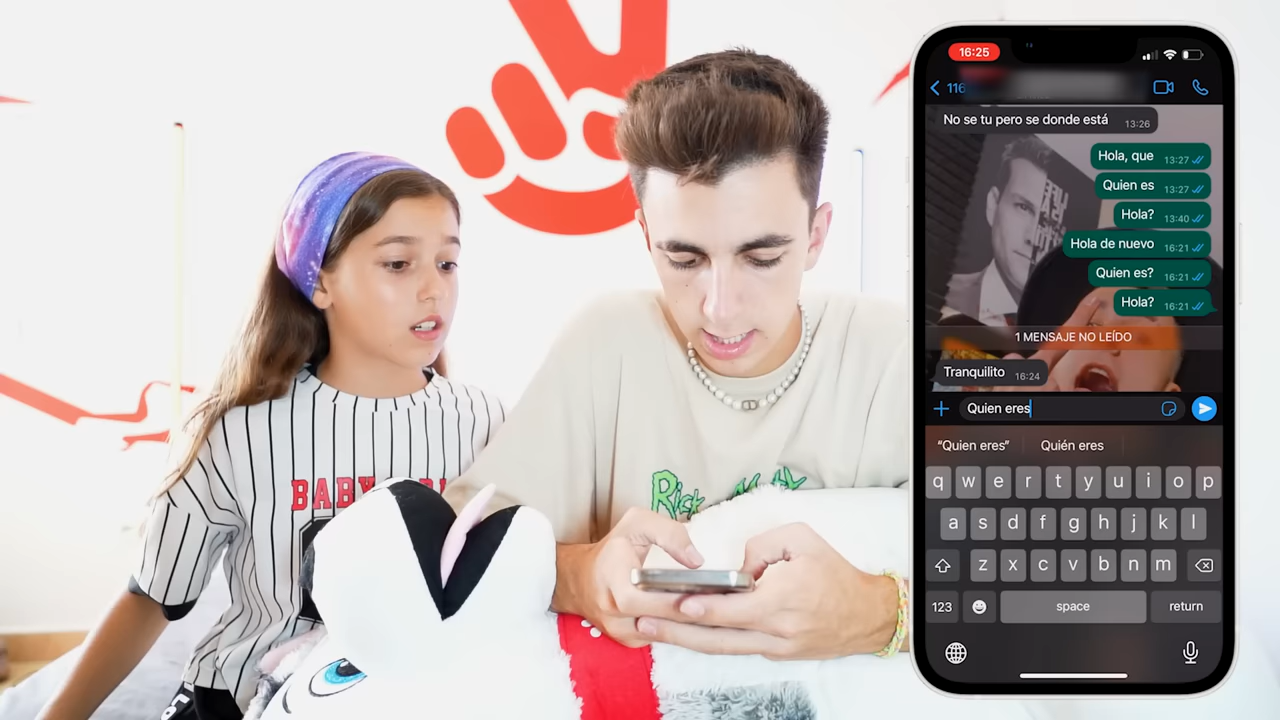 BABY
Rick
16:25
116
No se tu pero se donde está 13:26
Hola, que 13:27
Quien es 13:27
Hola? 13:40
Hola de nuevo 16:21
Quien es? 16:21
Hola? 16:21
1 MENSAJE NO LEÍDO
Tranquilito 16:24
Quien eres
“Quien eres” Quién eres
q w e r t y u i o p
a s d f g h j k l
z x c v b n m
123 space return